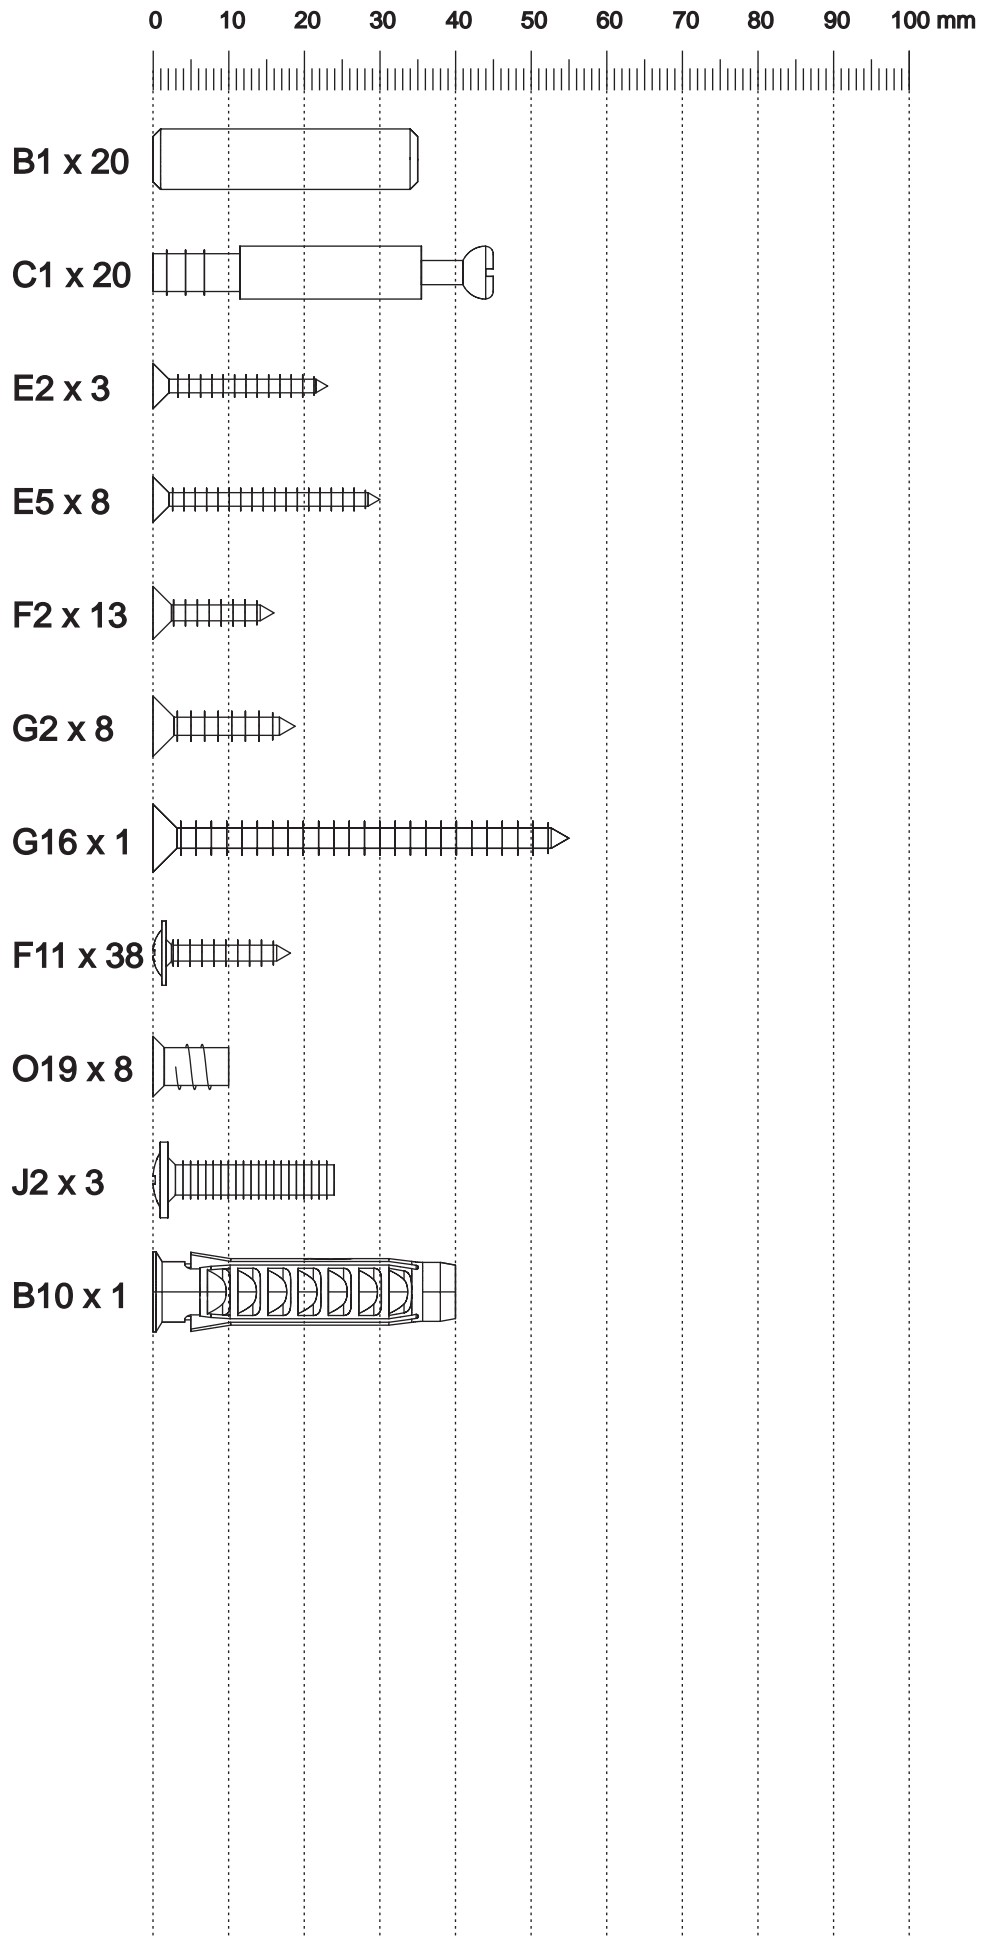 0 10 20 30 40 50 60 70 80 90 100 mm
B1 x 20
C1 x 20
E2 x 3
E5 x 8
F2 x 13
G2 x 8
G16 x 1
F11 x 38
O19 x 8
J2 x 3
B10 x 1